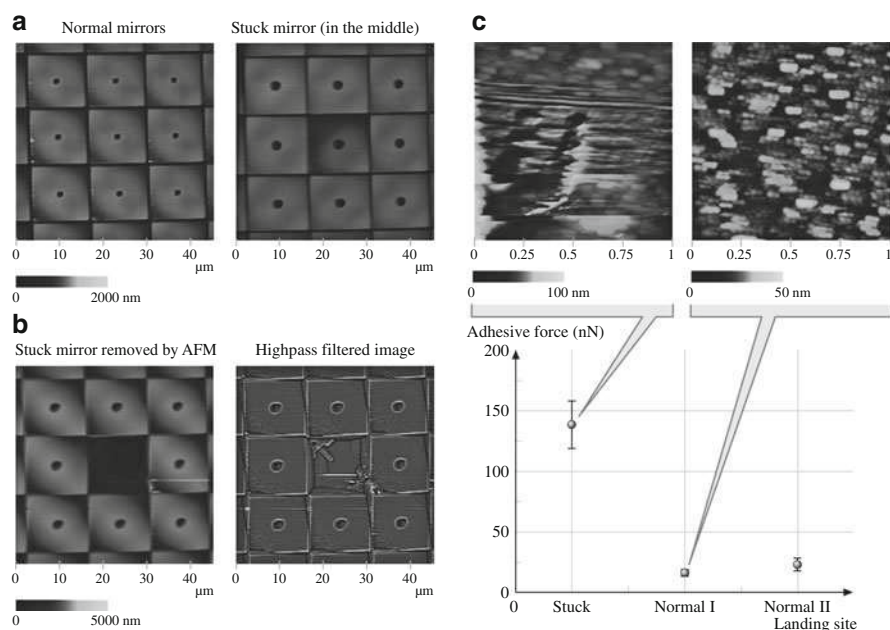 a
Normal mirrors
Stuck mirror (in the middle)
0 10 20 30 40
µm
0 10 20 30 40
µm
0 2000 nm
b
Stuck mirror removed by AFM
Highpass filtered image
0 10 20 30 40
µm
0 10 20 30 40
µm
0 5000 nm
c
0 0.25 0.5 0.75 1
0 0.25 0.5 0.75 1
0 100 nm
0 50 nm
Adhesive force (nN)
200
150
100
50
0
0
Stuck
Normal I
Normal II
Landing site